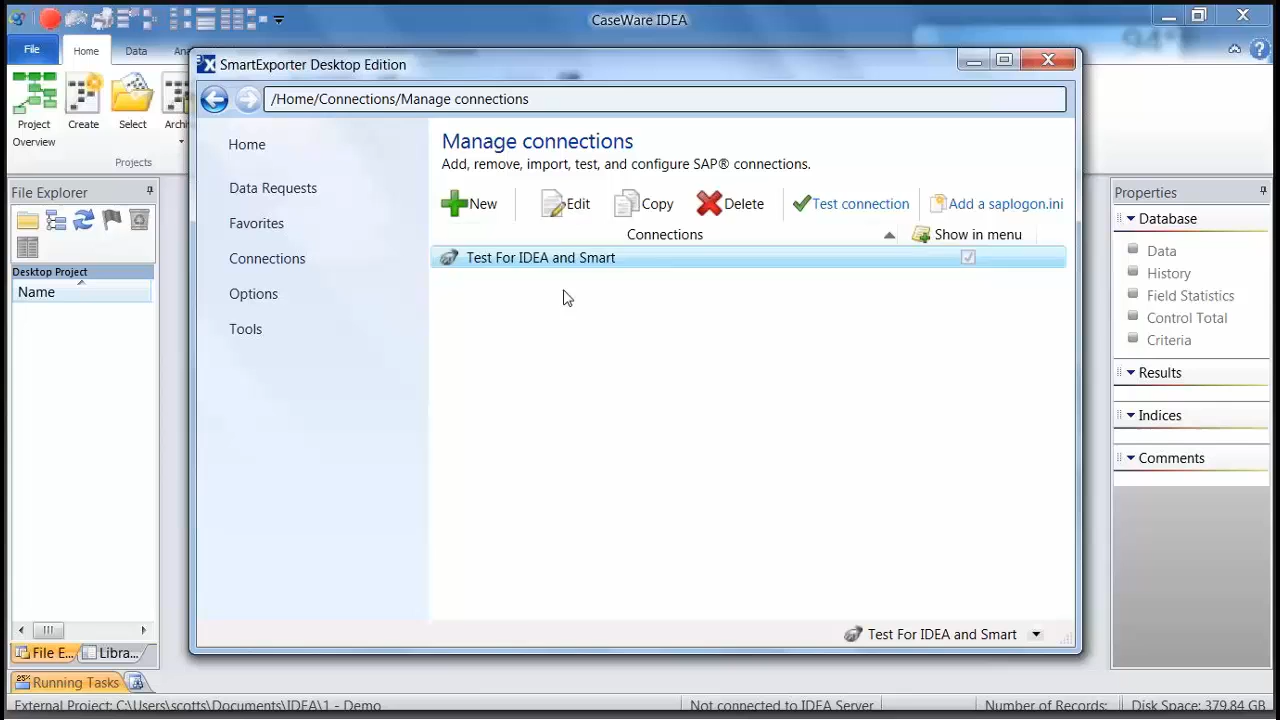 CaseWare IDEA
File
Home
Data
An
94°
SmartExporter Desktop Edition
/Home/Connections/Manage connections
Project Overview
Create
Select
Archi
Projects
Home
Data Requests
Favorites
Connections
Options
Tools
Manage connections
Add, remove, import, test, and configure SAP® connections.
New
Edit
Copy
Delete
Test connection
Add a saplogon.ini
Connections
Show in menu
Test For IDEA and Smart
Test For IDEA and Smart
File Explorer
Desktop Project
Name
File E...
Libra...
Properties
Database
Data
History
Field Statistics
Control Total
Criteria
Results
Indices
Comments
25%
Running Tasks
External Project: C:\Users\scotts\Documents\IDEA\1 - Demo
Not connected to IDEA Server
Number of Records:
Disk Space: 379.84 GB